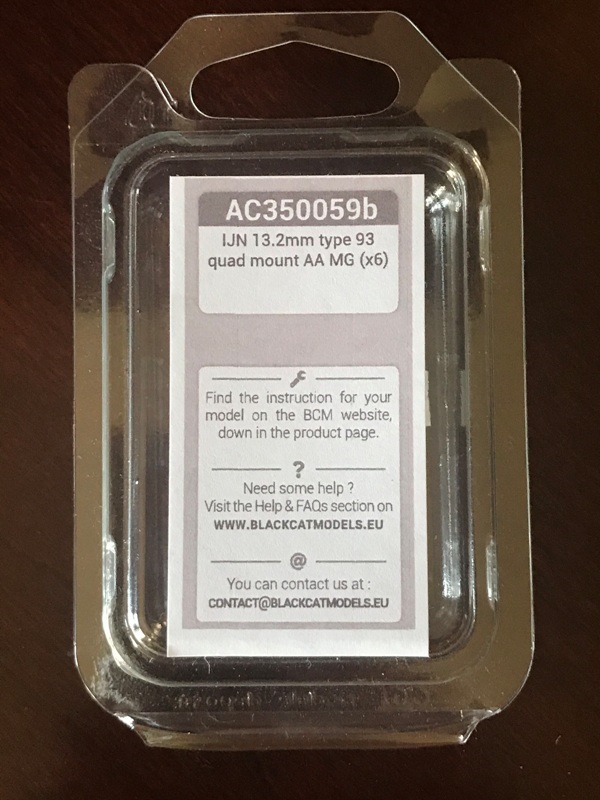 AC350059b
IJN 13.2mm type 93
quad mount AA MG (x6)
Find the instruction for your
model on the BCM website,
down in the product page.
?
Need some help ?
Visit the Help & FAQs section on
WWW.BLACKCATMODELS.EU
@
You can contact us at :
CONTACT@BLACKCATMODELS.EU